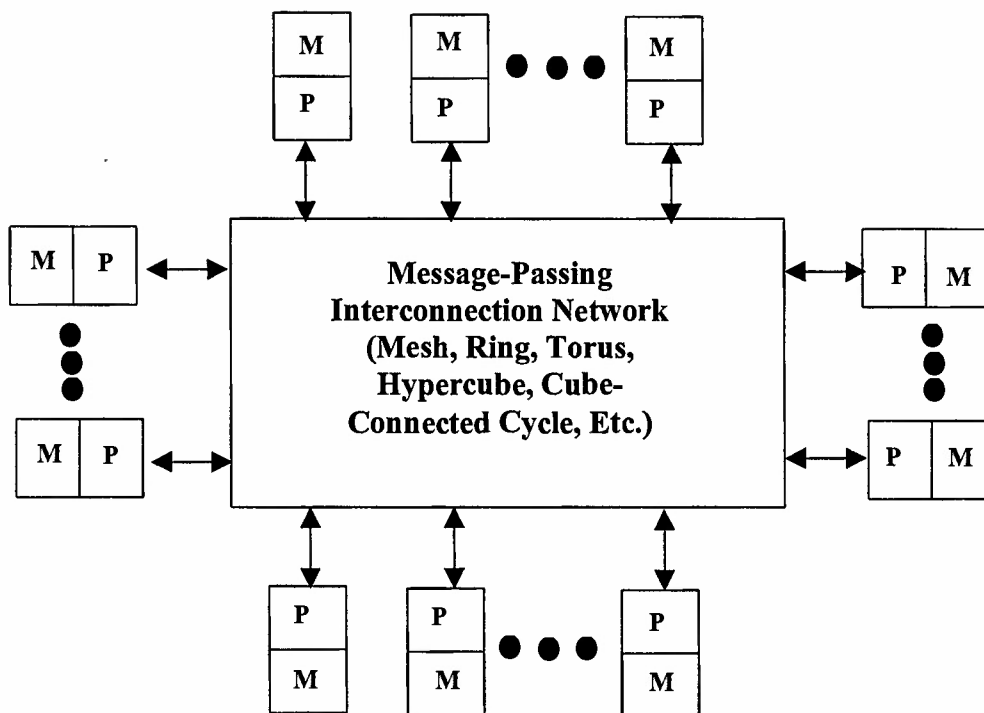 M M M
P P P
M P
P M
Message-Passing
Interconnection Network
(Mesh, Ring, Torus,
Hypercube, Cube-
Connected Cycle, Etc.)
M P
P M
P P P
M M M